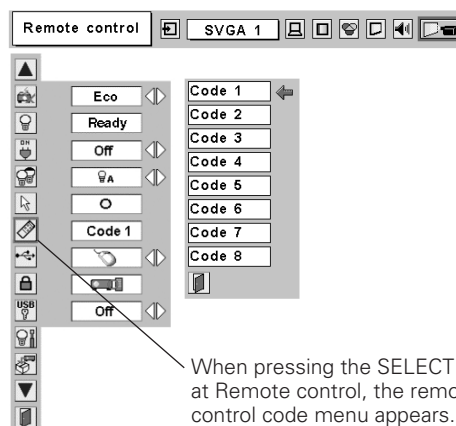 Remote control SVGA 1
Eco
Ready
ON Off
A
Code 1
USB Off
Code 1
Code 2
Code 3
Code 4
Code 5
Code 6
Code 7
Code 8
When pressing the SELECT
at Remote control, the
control code menu appears.